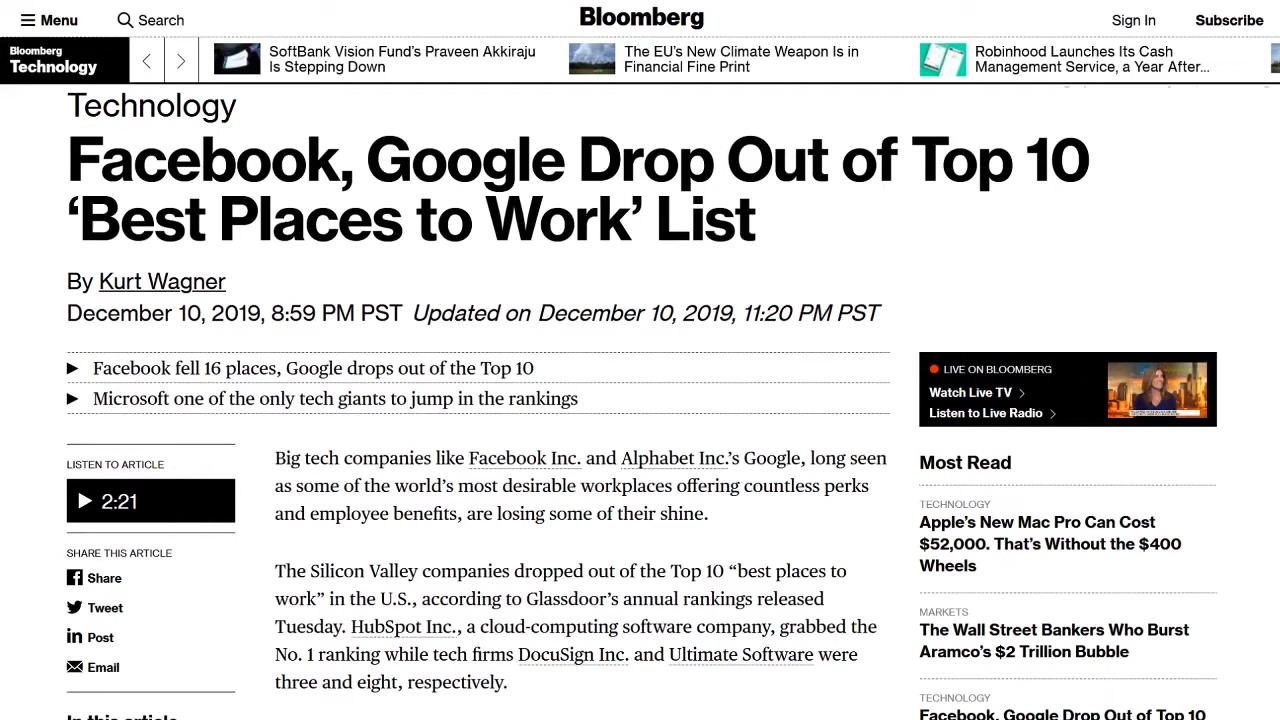 Menu
Search
Bloomberg
Sign In
Subscribe
Bloomberg
Technology
SoftBank Vision Fund's Praveen Akkiraju
Is Stepping Down
The EU's New Climate Weapon Is in
Financial Fine Print
Robinhood Launches Its Cash
Management Service, a Year After...
Technology
Facebook, Google Drop Out of Top 10
‘Best Places to Work’ List
By Kurt Wagner
December 10, 2019, 8:59 PM PST Updated on December 10, 2019, 11:20 PM PST
Facebook fell 16 places, Google drops out of the Top 10
Microsoft one of the only tech giants to jump in the rankings
LISTEN TO ARTICLE
2:21
SHARE THIS ARTICLE
Share
Tweet
Post
Email
In this article
Big tech companies like Facebook Inc. and Alphabet Inc.’s Google, long seen
as some of the world’s most desirable workplaces offering countless perks
and employee benefits, are losing some of their shine.
The Silicon Valley companies dropped out of the Top 10 “best places to
work” in the U.S., according to Glassdoor’s annual rankings released
Tuesday. HubSpot Inc., a cloud-computing software company, grabbed the
No. 1 ranking while tech firms DocuSign Inc. and Ultimate Software were
three and eight, respectively.
LIVE ON BLOOMBERG
Watch Live TV
Listen to Live Radio
Most Read
TECHNOLOGY
Apple’s New Mac Pro Can Cost
$52,000. That’s Without the $400
Wheels
MARKETS
The Wall Street Bankers Who Burst
Aramco’s $2 Trillion Bubble
TECHNOLOGY
Facebook, Google Drop Out of Top 10